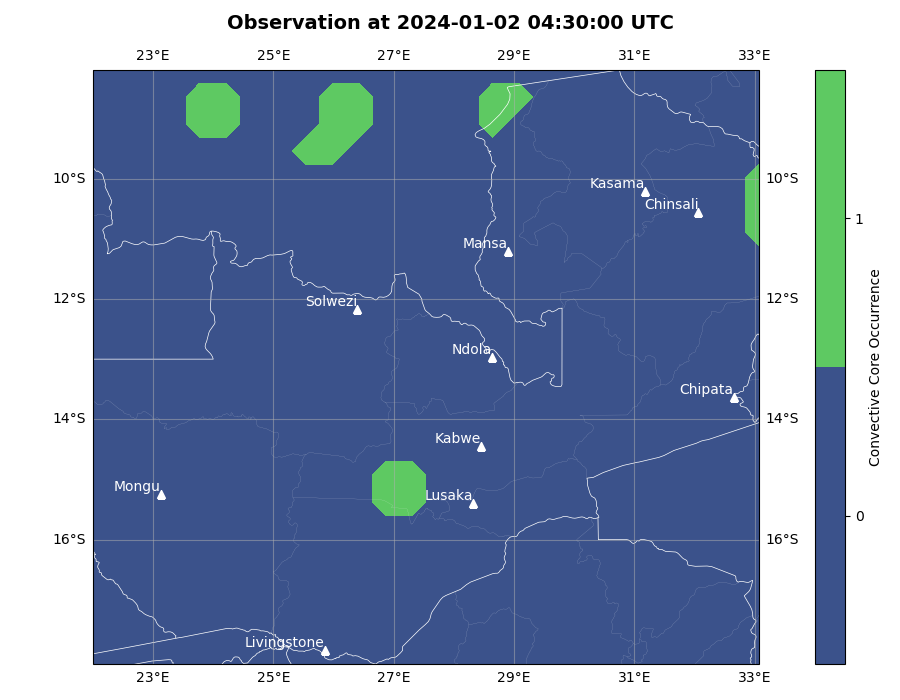 Observation at 2024-01-02 04:30:00 UTC
23°E 25°E 27°E 29°E 31°E 33°E
10°S 10°S
Kasama
Chinsali
1
Mansa
12°S 12°S
Solwezi
Ndola
Convective Core Occurrence
Chipata
14°S 14°S
Kabwe
Mongu
Lusaka
0
16°S 16°S
Livingstone
23°E 25°E 27°E 29°E 31°E 33°E